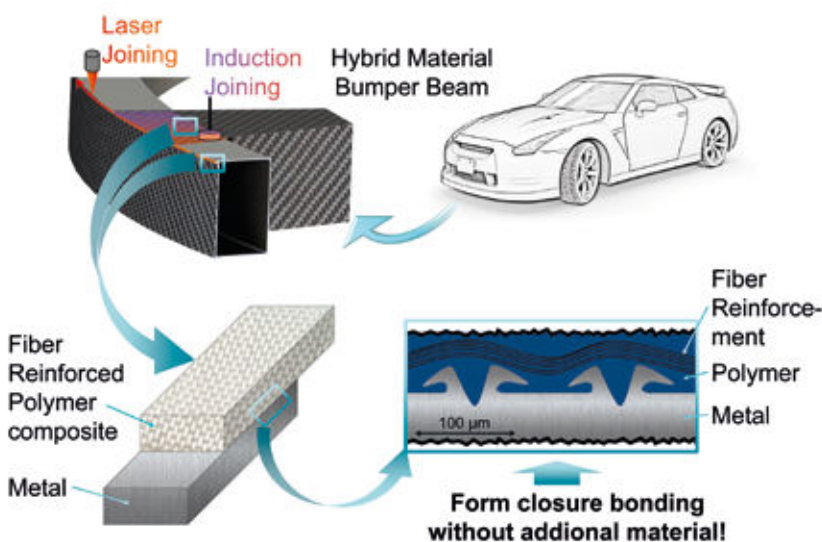 Laser
Joining
Induction
Joining
Hybrid Material
Bumper Beam
Fiber
Reinforced
Polymer
composite
Metal
Fiber
Reinforce-
ment
Polymer
Metal
100 µm
Form closure bonding
without addional material!